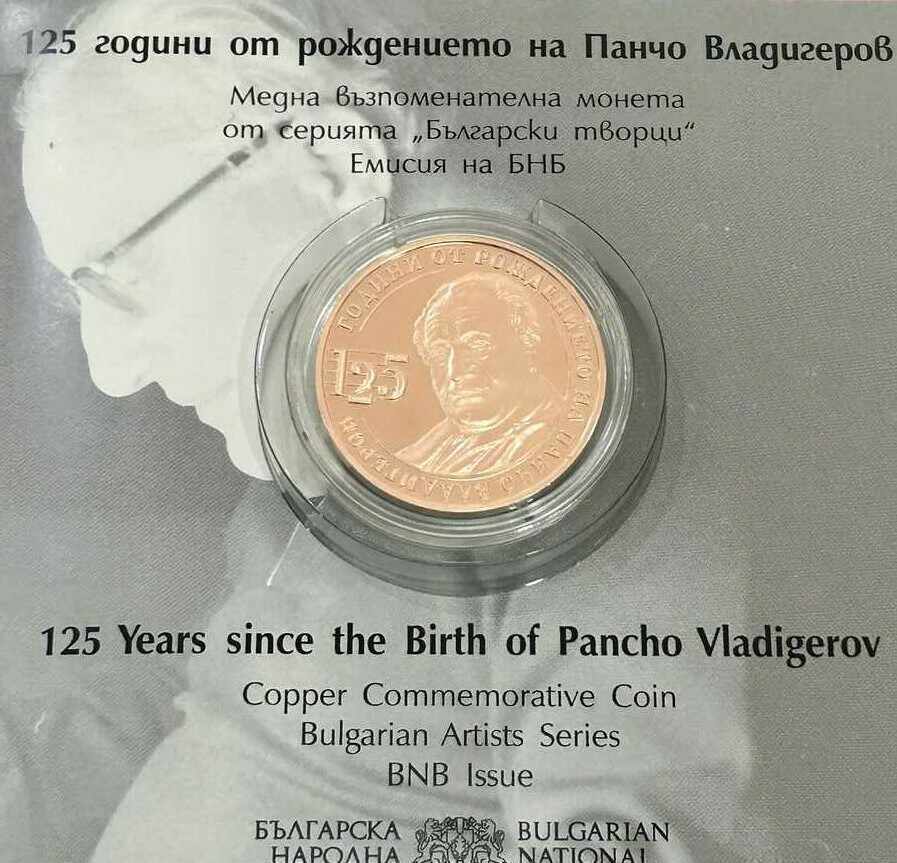 125 години от рождението на Панчо Владигеров
Медна възпоменателна монета
от серията „Български творци“
Емисия на БНБ
ГОДИНИ ОТ РОЖДЕНИЕТО НА ПАНЧО ВЛАДИГЕРОВ
125
125 Years since the Birth of Pancho Vladigerov
Copper Commemorative Coin
Bulgarian Artists Series
BNB Issue
БЪЛГАРСКА BULGARIAN
НАРОДНА NATIONAL